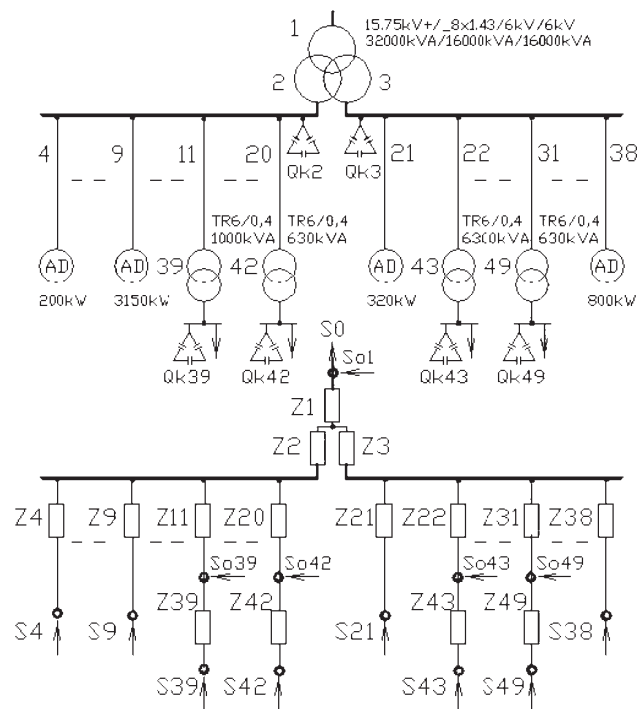 1 15.75kV+/_8x1.43/6kV/6kV
32000kVA/16000kVA/16000kVA
2 3
4 9 11 20 Qk2 Qk3 21 22 31 38
TR6/0,4 TR6/0,4 TR6/0,4 TR6/0,4
1000kVA 630kVA 6300kVA 630kVA
AD AD 39 42 AD 43 49 AD
200kW 3150kW 320kW 800kW
Qk39 Qk42 Qk43 Qk49
S0
So1
Z1
Z2 Z3
Z4 Z9 Z11 Z20 Z21 Z22 Z31 Z38
So39 So42 So43 So49
Z39 Z42 Z43 Z49
S4 S9 S21 S38
S39 S42 S43 S49